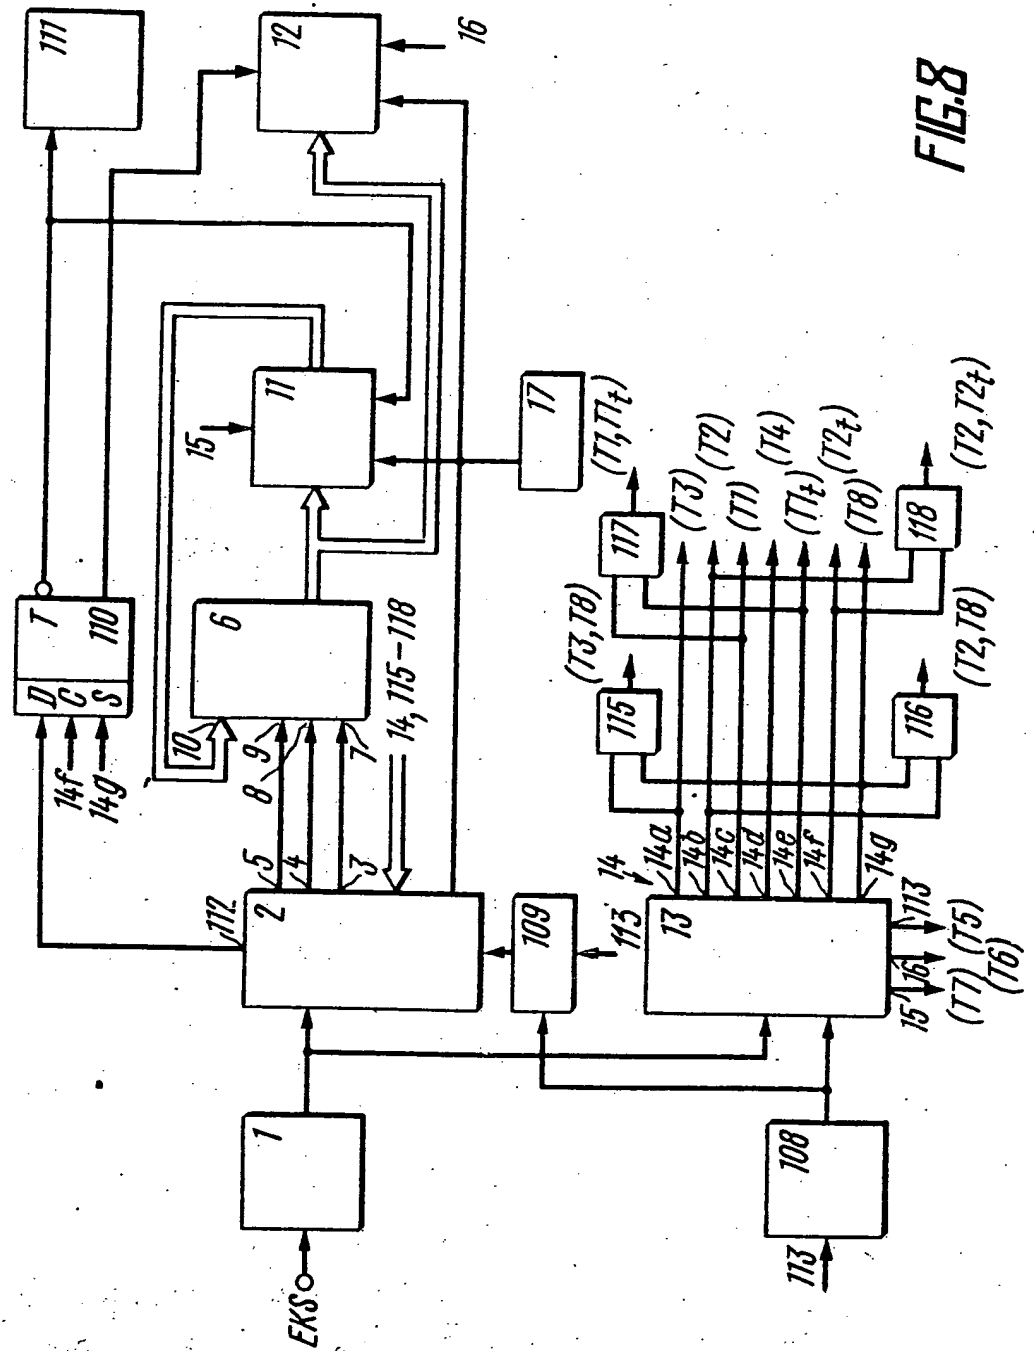 111
12
16
FIG.8
15
11
17
(T1, T1t)
D
C
S
T
110
14f
14g
10
9
8
7
6
14, 115-118
117
(T3)
(T2)
(T1)
(T4)
(T1t)
(T2t)
(T8)
118
(T2, T2t)
(T3, T8)
115
116
(T2, T8)
112
5
4
3
2
109
113
14
14a
14b
14c
14d
14e
14f
14g
13
113
(T5)
16
(T6)
15
(T7)
1
EKS
108
113